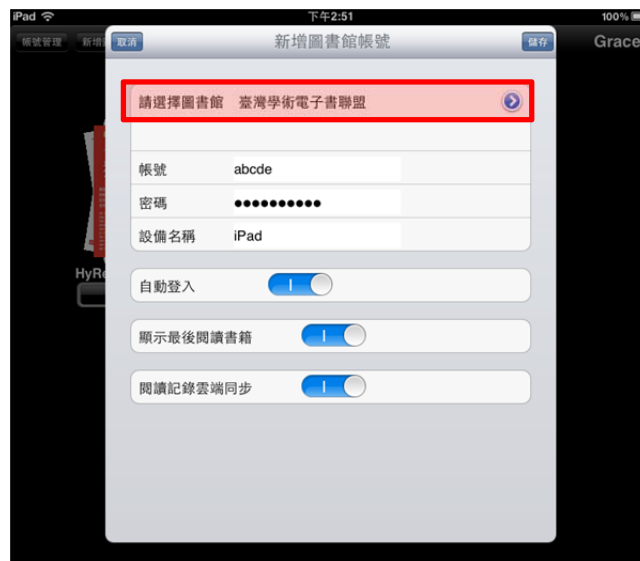 iPad 下午2:51 100%
帳號管理 新增 取消 新增圖書館帳號 儲存 Grace
請選擇圖書館 臺灣學術電子書聯盟
帳號 abcde
密碼 ●●●●●●●●●●
設備名稱 iPad
HyRe
自動登入
顯示最後閱讀書籍
閱讀記錄雲端同步